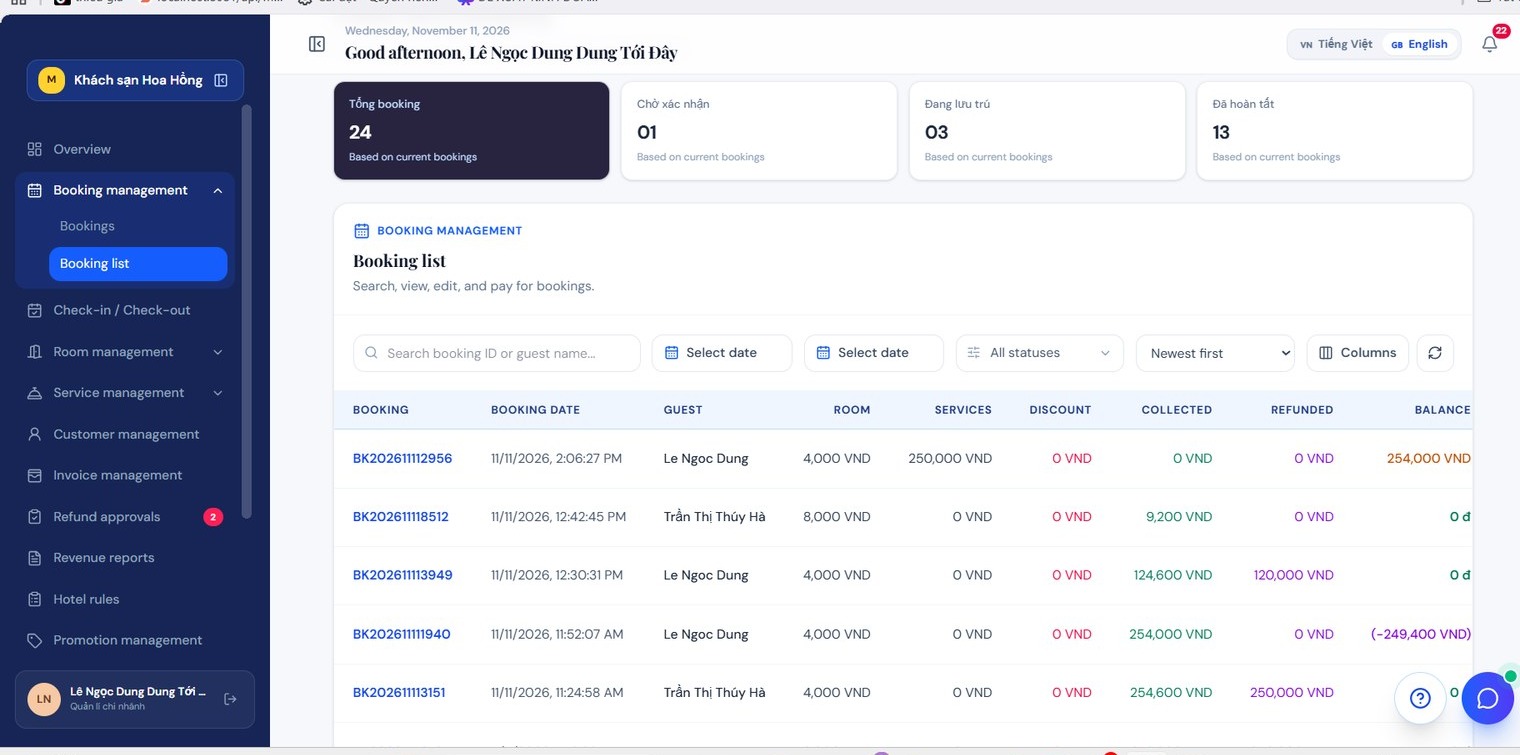 Wednesday, November 11, 2026
Good afternoon, Lê Ngọc Dung Dung Tới Đây
VN Tiếng Việt GB English
22
M Khách sạn Hoa Hồng
Overview
Booking management
Bookings
Booking list
Check-in / Check-out
Room management
Service management
Customer management
Invoice management
Refund approvals 2
Revenue reports
Hotel rules
Promotion management
LN Lê Ngọc Dung Dung Tới ...
Quản lí chi nhánh
Tổng booking
24
Based on current bookings
Chờ xác nhận
01
Based on current bookings
Đang lưu trú
03
Based on current bookings
Đã hoàn tất
13
Based on current bookings
BOOKING MANAGEMENT
Booking list
Search, view, edit, and pay for bookings.
Search booking ID or guest name... Select date Select date All statuses Newest first Columns
BOOKING BOOKING DATE GUEST ROOM SERVICES DISCOUNT COLLECTED REFUNDED BALANCE
BK202611112956 11/11/2026, 2:06:27 PM Le Ngoc Dung 4,000 VND 250,000 VND 0 VND 0 VND 0 VND 254,000 VND
BK202611118512 11/11/2026, 12:42:45 PM Trần Thị Thúy Hà 8,000 VND 0 VND 0 VND 9,200 VND 0 VND 0 đ
BK202611113949 11/11/2026, 12:30:31 PM Le Ngoc Dung 4,000 VND 0 VND 0 VND 124,600 VND 120,000 VND 0 đ
BK202611111940 11/11/2026, 11:52:07 AM Le Ngoc Dung 4,000 VND 0 VND 0 VND 254,000 VND 0 VND (-249,400 VND)
BK202611113151 11/11/2026, 11:24:58 AM Trần Thị Thúy Hà 4,000 VND 0 VND 0 VND 254,600 VND 250,000 VND 0